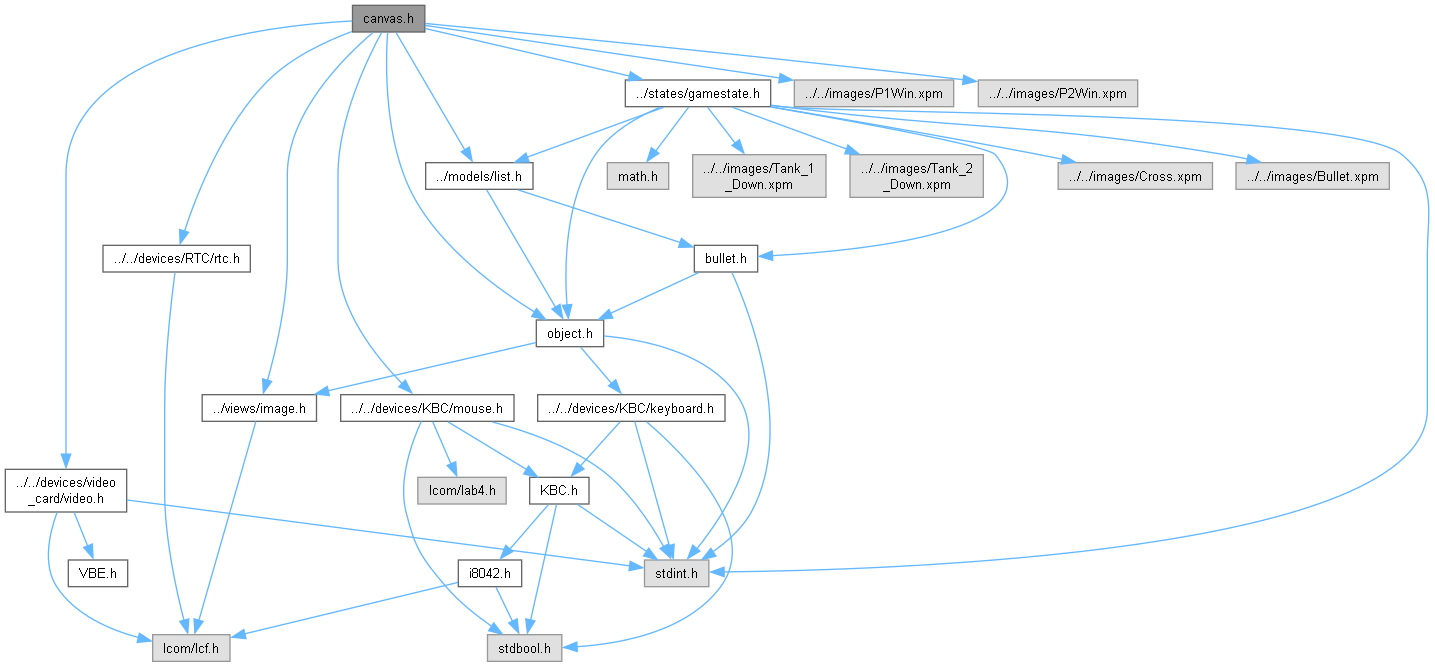 canvas.h
../states/gamestate.h
../../images/P1Win.xpm
../../images/P2Win.xpm
../models/list.h
math.h
../../images/Tank_1
_Down.xpm
../../images/Tank_2
_Down.xpm
../../images/Cross.xpm
../../images/Bullet.xpm
../../devices/RTC/rtc.h
bullet.h
object.h
../views/image.h
../../devices/KBC/mouse.h
../../devices/KBC/keyboard.h
../../devices/video
_card/video.h
lcom/lab4.h
KBC.h
VBE.h
i8042.h
stdint.h
lcom/lcf.h
stdbool.h